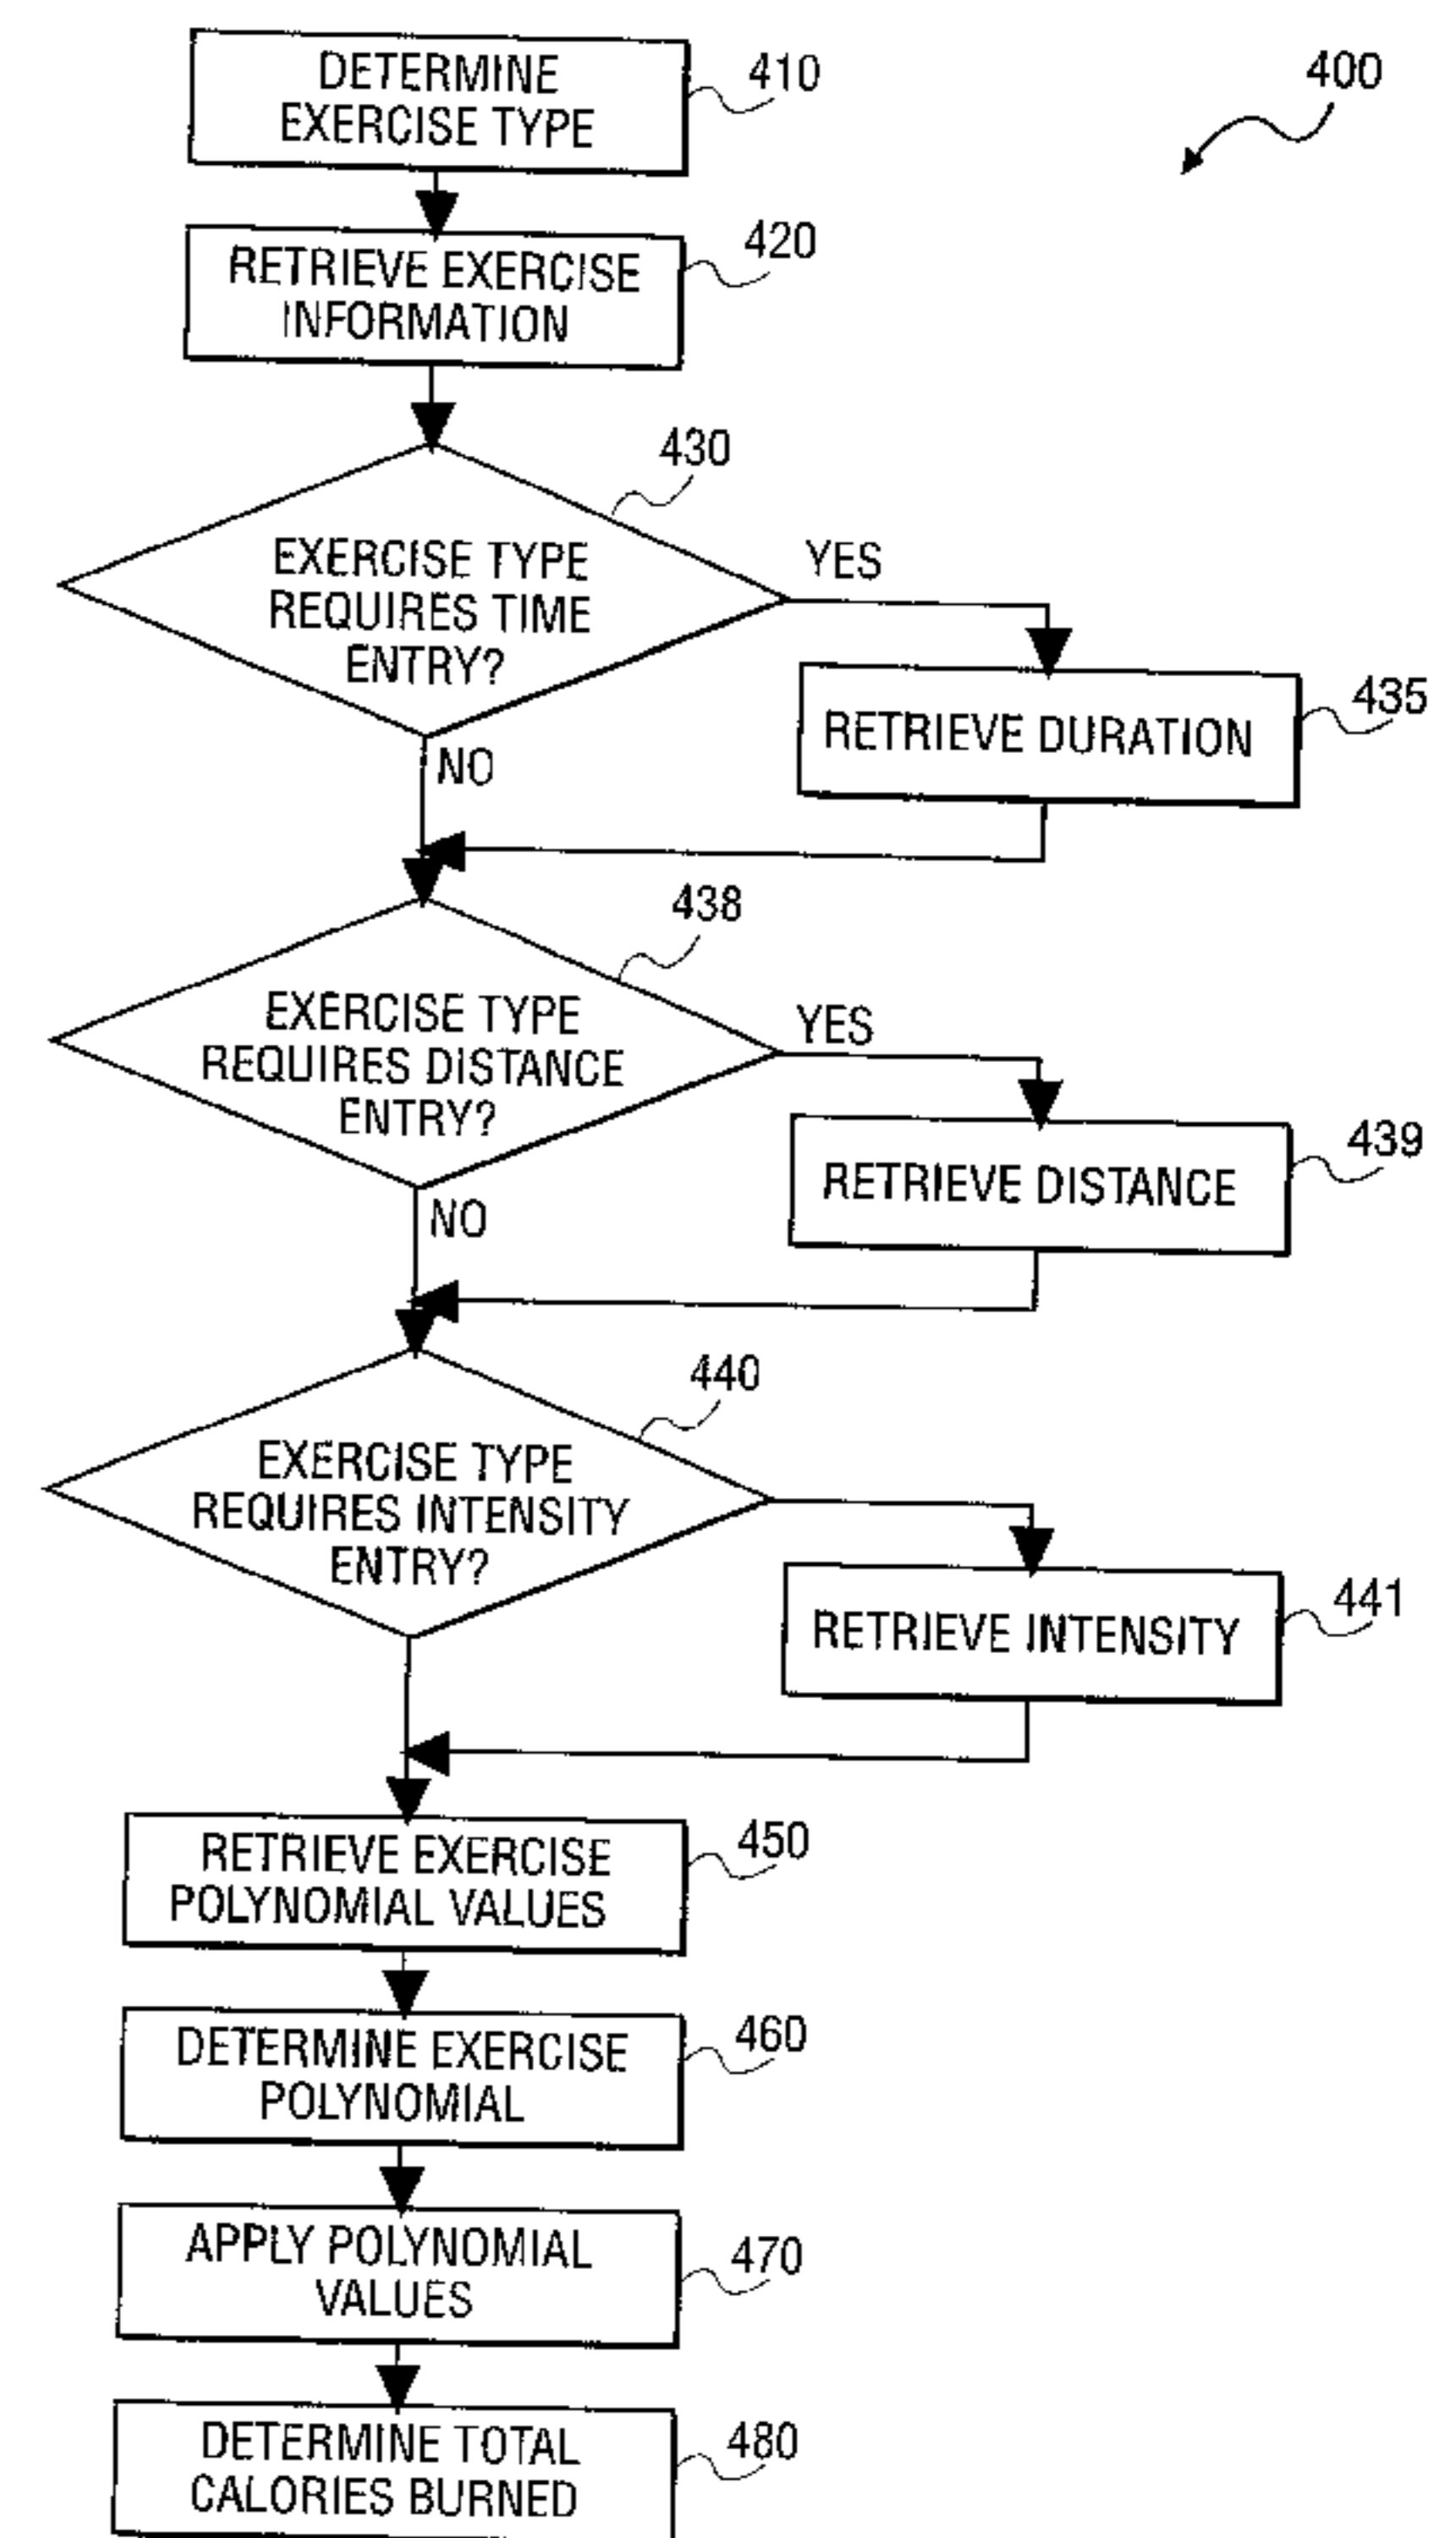 DETERMINE
EXERCISE TYPE
410
400
RETRIEVE EXERCISE
INFORMATION
420
430
EXERCISE TYPE
REQUIRES TIME
ENTRY?
YES
NO
RETRIEVE DURATION
435
438
EXERCISE TYPE
REQUIRES DISTANCE
ENTRY?
YES
NO
RETRIEVE DISTANCE
439
440
EXERCISE TYPE
REQUIRES INTENSITY
ENTRY?
RETRIEVE INTENSITY
441
RETRIEVE EXERCISE
POLYNOMIAL VALUES
450
DETERMINE EXERCISE
POLYNOMIAL
460
APPLY POLYNOMIAL
VALUES
470
DETERMINE TOTAL
CALORIES BURNED
480